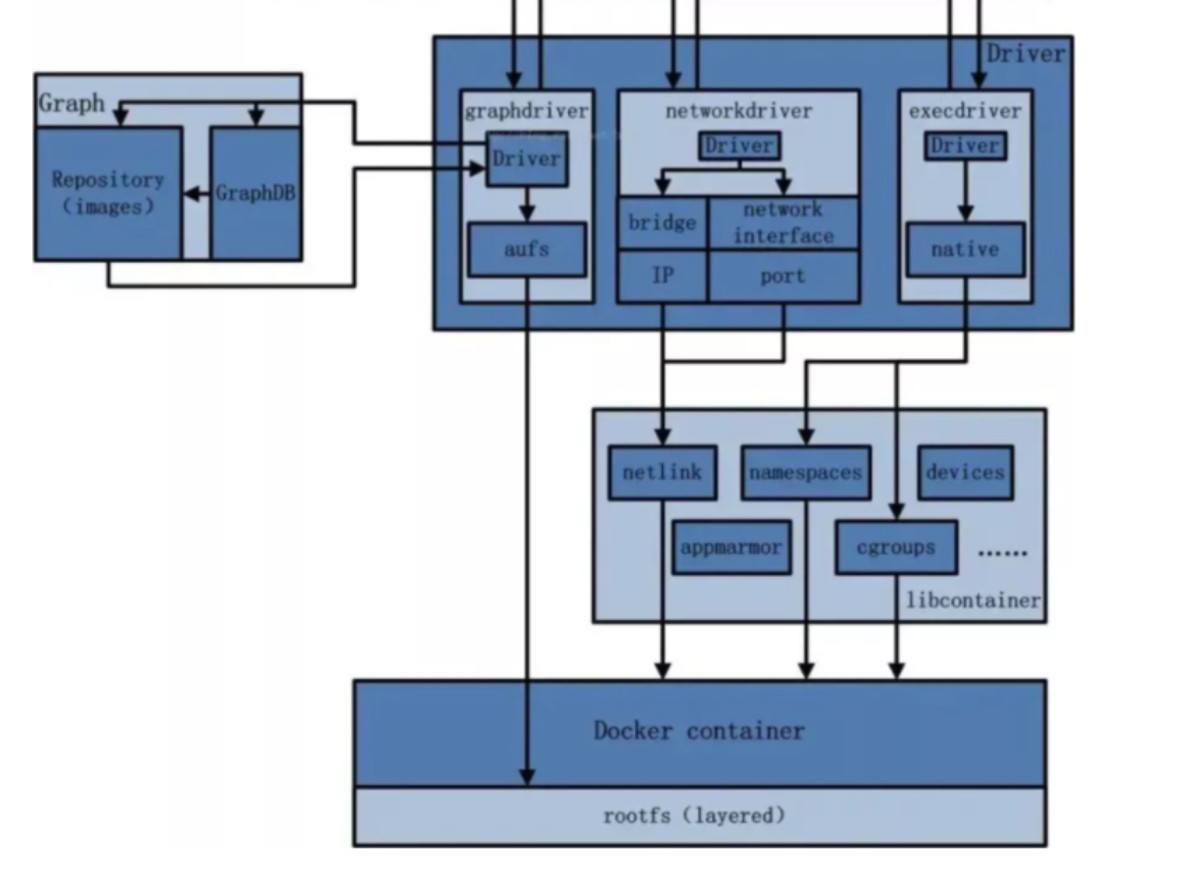 Driver
Graph
graphdriver
networkdriver
execdriver
Driver
Driver
Driver
Repository
(images)
GraphDB
aufs
bridge
network
interface
native
IP
port
netlink
namespaces
devices
appmarmor
cgroups
......
libcontainer
Docker container
rootfs (layered)